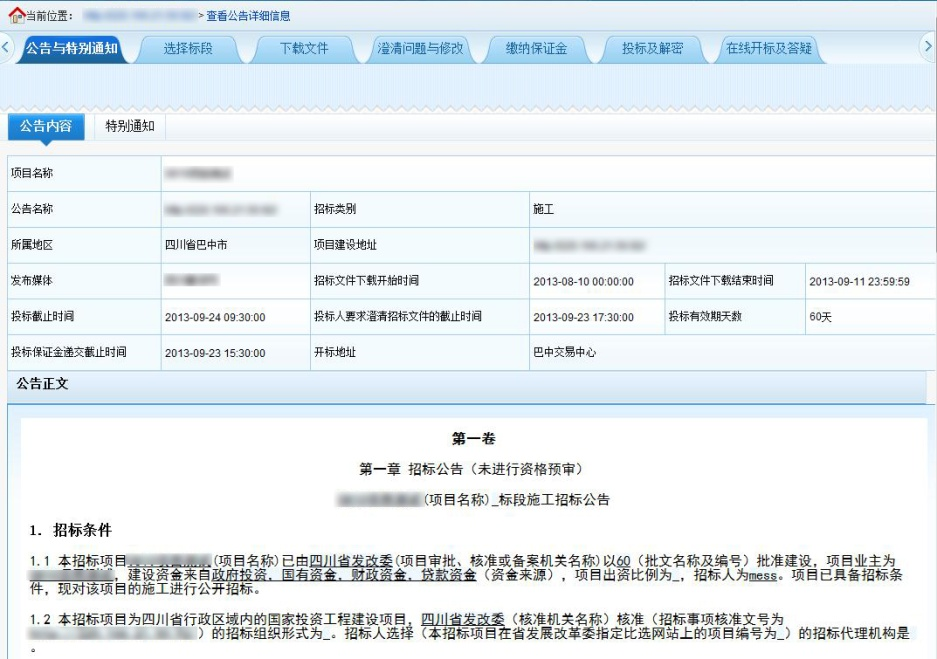 当前位置： > 查看公告详细信息
公告与特别通知 选择标段 下载文件 澄清问题与修改 缴纳保证金 投标及解密 在线开标及答疑
公告内容 特别通知
项目名称
公告名称 招标类别 施工
所属地区 四川省巴中市 项目建设地址
发布媒体 招标文件下载开始时间 2013-08-10 00:00:00 招标文件下载结束时间 2013-09-11 23:59:59
投标截止时间 2013-09-24 09:30:00 投标人要求澄清招标文件的截止时间 2013-09-23 17:30:00 投标有效期天数 60天
投标保证金递交截止时间 2013-09-23 15:30:00 开标地址 巴中交易中心
公告正文
第一卷
第一章 招标公告（未进行资格预审）
(项目名称)_标段施工招标公告
1. 招标条件
1.1 本招标项目 (项目名称)已由四川省发改委(项目审批、核准或备案机关名称)以60（批文名称及编号）批准建设，项目业主为
，建设资金来自政府投资，国有资金，财政资金，贷款资金（资金来源），项目出资比例为_，招标人为mess。项目已具备招标条
件，现对该项目的施工进行公开招标。
1.2 本招标项目为四川省行政区域内的国家投资工程建设项目，四川省发改委（核准机关名称）核准（招标事项核准文号为
）的招标组织形式为_。招标人选择（本招标项目在省发展改革委指定比选网站上的项目编号为_）的招标代理机构是
。